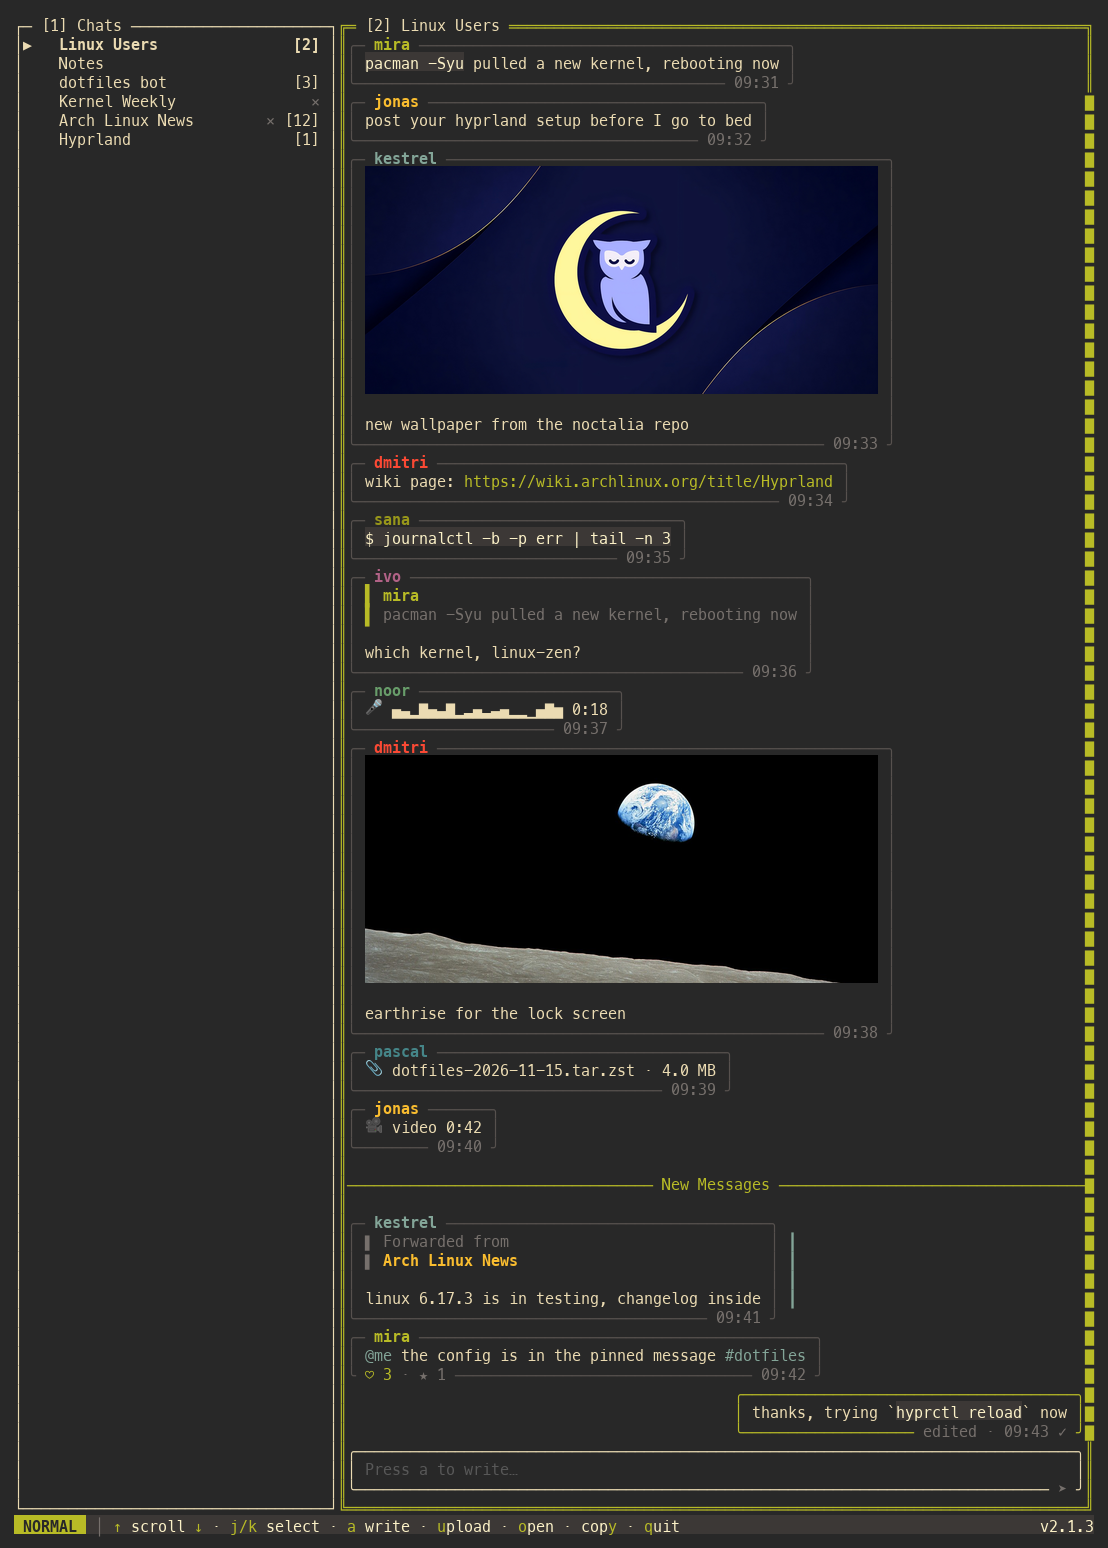 [1] Chats
▶ Linux Users [2]
Notes
dotfiles bot [3]
Kernel Weekly ×
Arch Linux News × [12]
Hyprland [1]
[2] Linux Users
mira
pacman -Syu pulled a new kernel, rebooting now
09:31
jonas
post your hyprland setup before I go to bed
09:32
kestrel
new wallpaper from the noctalia repo
09:33
dmitri
wiki page: https://wiki.archlinux.org/title/Hyprland
09:34
sana
$ journalctl -b -p err | tail -n 3
09:35
ivo
mira
pacman -Syu pulled a new kernel, rebooting now
which kernel, linux-zen?
09:36
noor
0:18
09:37
dmitri
earthrise for the lock screen
09:38
pascal
dotfiles-2026-11-15.tar.zst · 4.0 MB
09:39
jonas
video 0:42
09:40
New Messages
kestrel
Forwarded from
Arch Linux News
linux 6.17.3 is in testing, changelog inside
09:41
mira
@me the config is in the pinned message #dotfiles
♡ 3 · ★ 1 09:42
thanks, trying `hyprctl reload` now
edited · 09:43 ✓
Press a to write…
➤
NORMAL │ ↑ scroll ↓ · j/k select · a write · upload · open · copy · quit v2.1.3